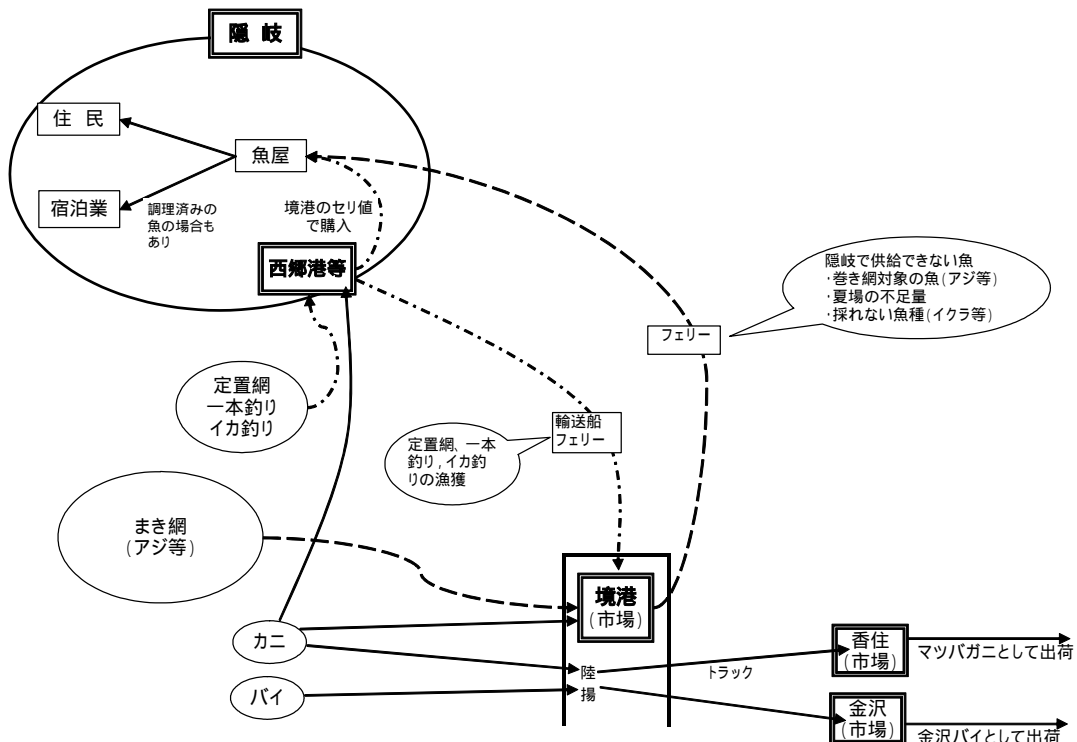 隠 岐
住 民
魚屋
宿泊業
調理済みの
魚の場合も
あり
境港のセリ値
で購入
西郷港等
隠岐で供給できない魚
・巻き網対象の魚(アジ等)
・夏場の不足量
・採れない魚種(イクラ等)
フェリー
定置網
一本釣り
イカ釣り
輸送船
フェリー
定置網、一本
釣り，イカ釣
りの漁獲
まき網
(アジ等)
境港
(市場)
カニ
バイ
陸
揚
トラック
香住
(市場)
マツバガニとして出荷
金沢
(市場)
金沢バイとして出荷